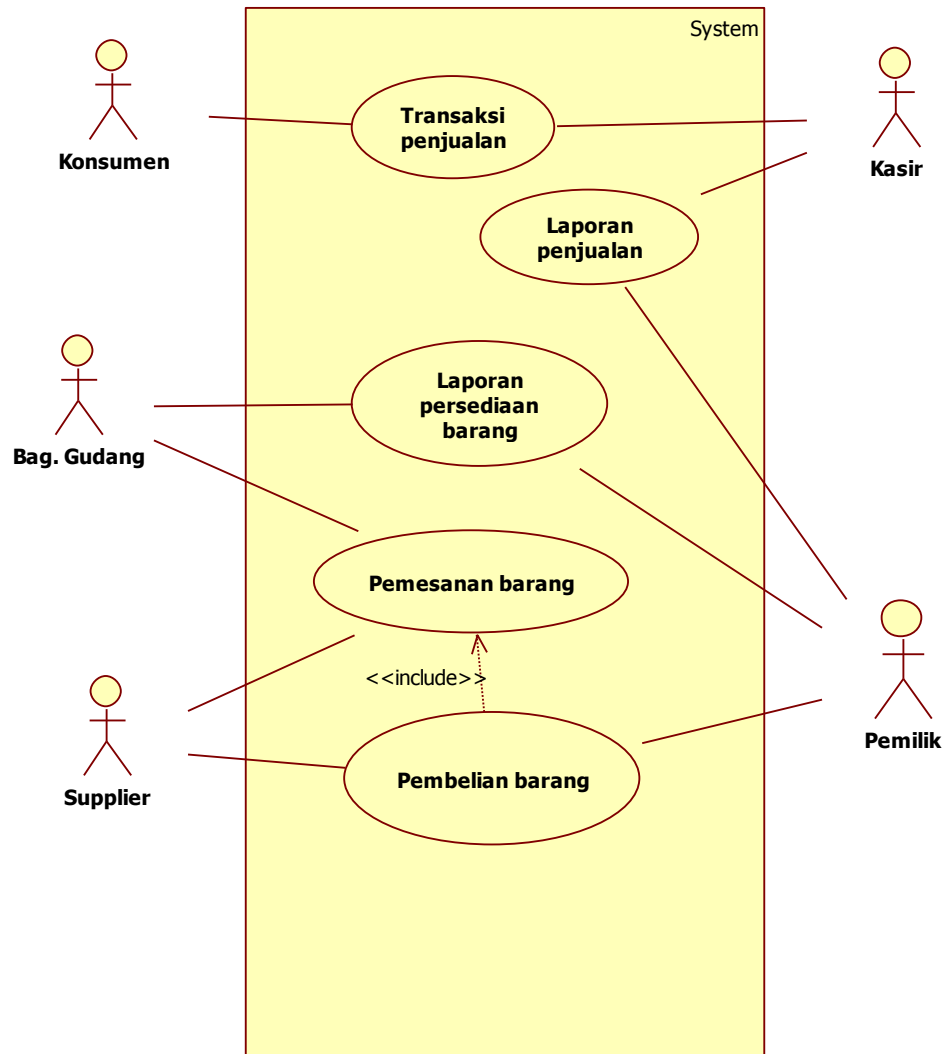 System
Transaksi
penjualan
Konsumen
Kasir
Laporan
penjualan
Laporan
persediaan
barang
Bag. Gudang
Pemesanan barang
<<include>>
Pemilik
Pembelian barang
Supplier